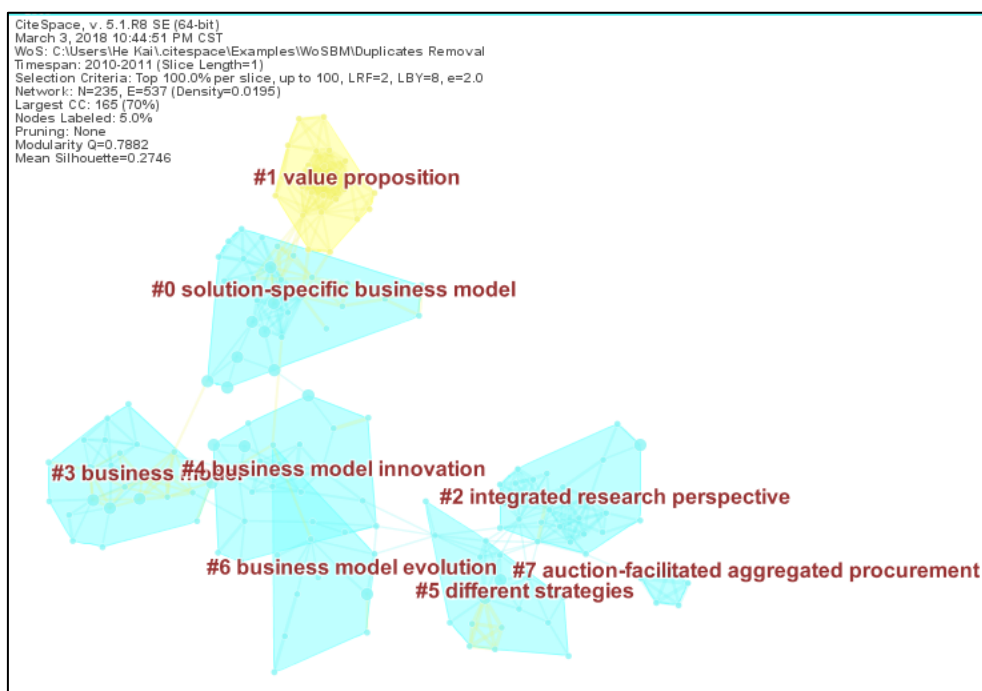 CiteSpace, v. 5.1.R8 SE (64-bit)
March 3, 2018 10:44:51 PM CST
WoS: C:\Users\He Kai\.citespace\Examples\WoSBM\Duplicates Removal
Timespan: 2010-2011 (Slice Length=1)
Selection Criteria: Top 100.0% per slice, up to 100, LRF=2, LBY=8, e=2.0
Network: N=235, E=537 (Density=0.0195)
Largest CC: 165 (70%)
Nodes Labeled: 5.0%
Pruning: None
Modularity Q=0.7882
Mean Silhouette=0.2746
#1 value proposition
#0 solution-specific business model
#3 business model
#4 business model innovation
#2 integrated research perspective
#6 business model evolution
#7 auction-facilitated aggregated procurement
#5 different strategies